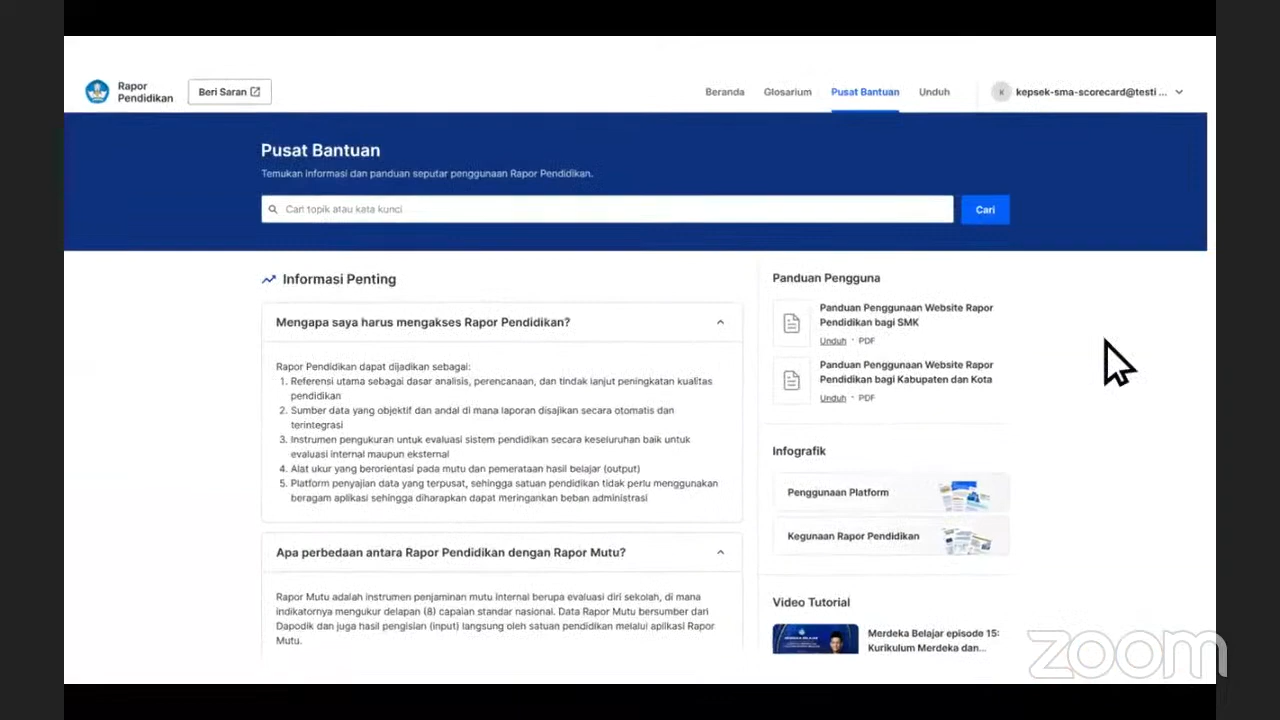 Rapor
Pendidikan
Beri Saran
Beranda
Glosarium
Pusat Bantuan
Unduh
K
kepsek-sma-scorecard@testi ...
Pusat Bantuan
Temukan informasi dan panduan seputar penggunaan Rapor Pendidikan.
Cari topik atau kata kunci
Cari
Informasi Penting
Mengapa saya harus mengakses Rapor Pendidikan?
Rapor Pendidikan dapat dijadikan sebagai:
1. Referensi utama sebagai dasar analisis, perencanaan, dan tindak lanjut peningkatan kualitas
pendidikan
2. Sumber data yang objektif dan andal di mana laporan disajikan secara otomatis dan
terintegrasi
3. Instrumen pengukuran untuk evaluasi sistem pendidikan secara keseluruhan baik untuk
evaluasi internal maupun eksternal
4. Alat ukur yang berorientasi pada mutu dan pemerataan hasil belajar (output)
5. Platform penyajian data yang terpusat, sehingga satuan pendidikan tidak perlu menggunakan
beragam aplikasi sehingga diharapkan dapat meringankan beban administrasi
Apa perbedaan antara Rapor Pendidikan dengan Rapor Mutu?
Rapor Mutu adalah instrumen penjaminan mutu internal berupa evaluasi diri sekolah, di mana
indikatornya mengukur delapan (8) capaian standar nasional. Data Rapor Mutu bersumber dari
Dapodik dan juga hasil pengisian (input) langsung oleh satuan pendidikan melalui aplikasi Rapor
Mutu.
Panduan Pengguna
Panduan Penggunaan Website Rapor
Pendidikan bagi SMK
Unduh · PDF
Panduan Penggunaan Website Rapor
Pendidikan bagi Kabupaten dan Kota
Unduh · PDF
Infografik
Penggunaan Platform
Kegunaan Rapor Pendidikan
Video Tutorial
Merdeka Belajar episode 15:
Kurikulum Merdeka dan...
zoom